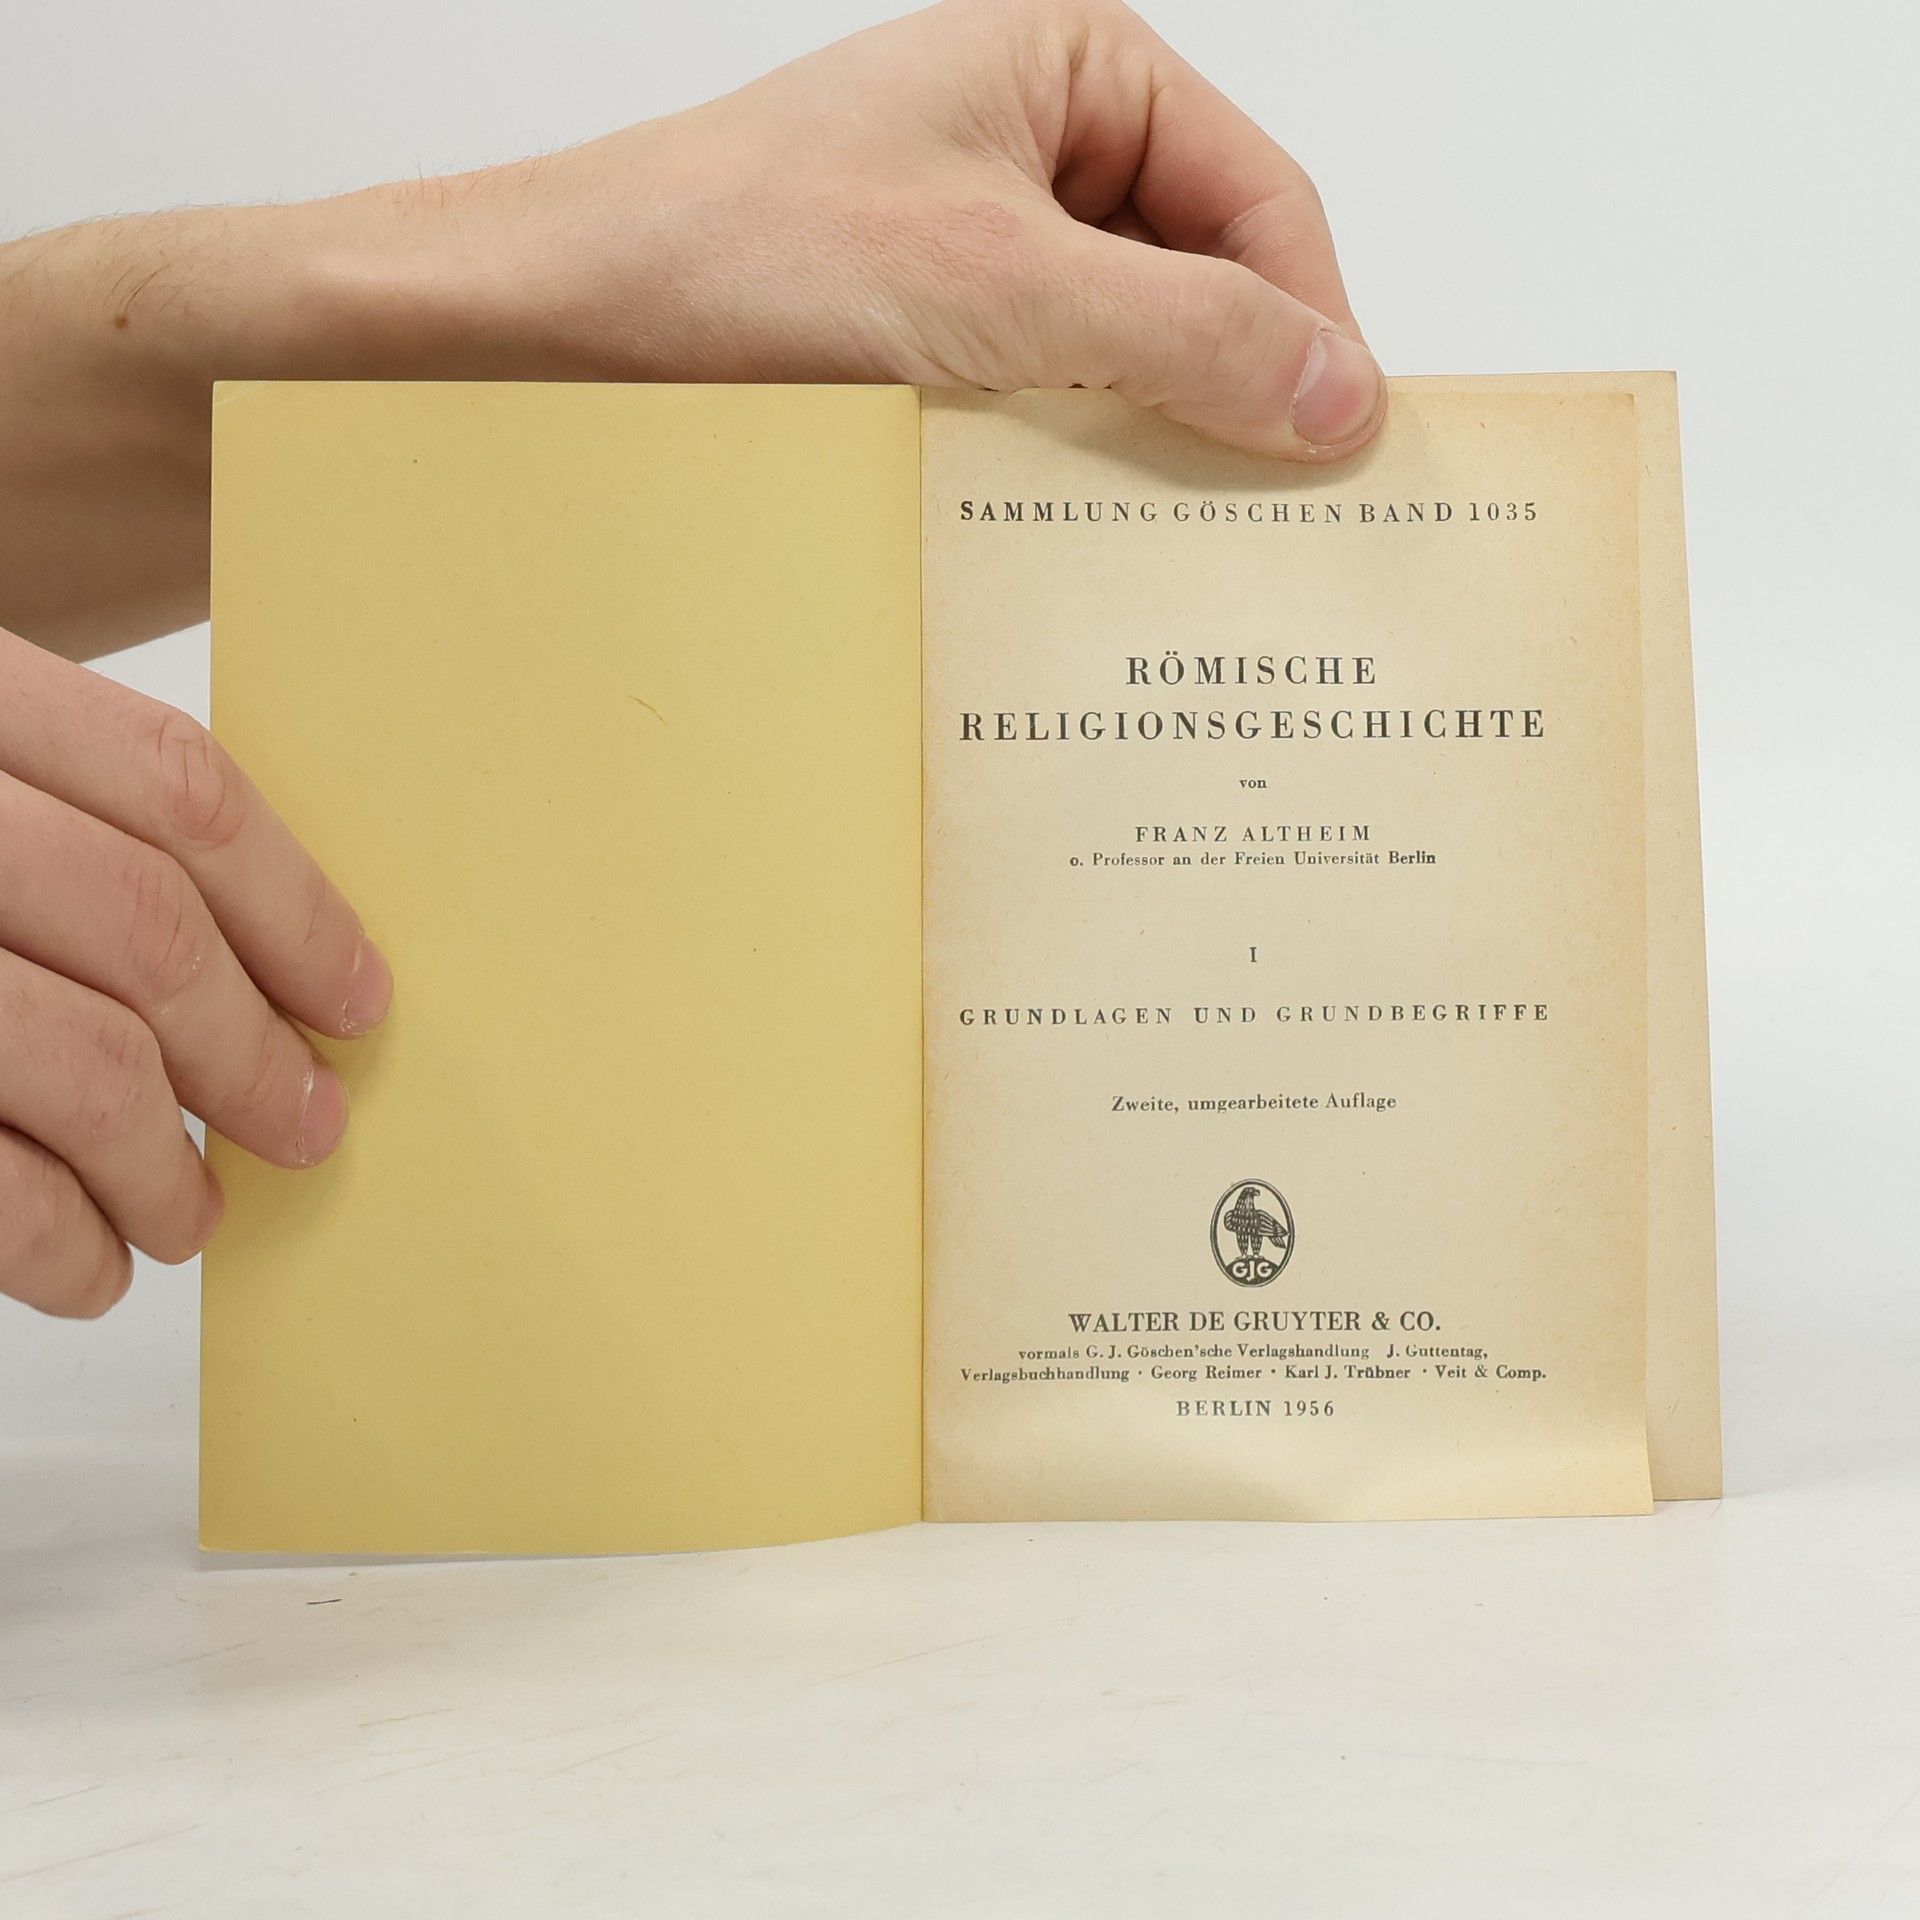 SAMMLUNG GÖSCHEN BAND 1035
RÖMISCHE
RELIGIONSGESCHICHTE
von
FRANZ ALTHEIM
o. Professor an der Freien Universität Berlin
I
GRUNDLAGEN UND GRUNDBEGRIFFE
Zweite, umgearbeitete Auflage
GJG
WALTER DE GRUYTER & CO.
vormals G. J. Göschen'sche Verlagshandlung J. Guttentag,
Verlagsbuchhandlung · Georg Reimer · Karl J. Trübner · Veit & Comp.
BERLIN 1956